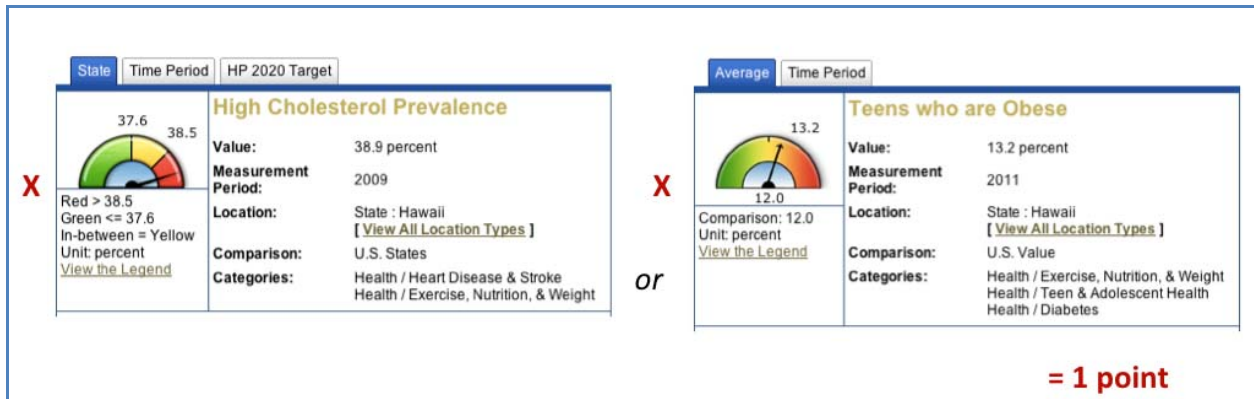 State Time Period HP 2020 Target
High Cholesterol Prevalence
37.6
38.5
Value: 38.9 percent
Measurement Period: 2009
X
Red > 38.5
Green <= 37.6
In-between = Yellow
Unit: percent
View the Legend
Location: State : Hawaii
[ View All Location Types ]
Comparison: U.S. States
Categories: Health / Heart Disease & Stroke
Health / Exercise, Nutrition, & Weight
or
Average Time Period
Teens who are Obese
13.2
Value: 13.2 percent
Measurement Period: 2011
X
12.0
Comparison: 12.0
Unit: percent
View the Legend
Location: State : Hawaii
[ View All Location Types ]
Comparison: U.S. Value
Categories: Health / Exercise, Nutrition, & Weight
Health / Teen & Adolescent Health
Health / Diabetes
= 1 point